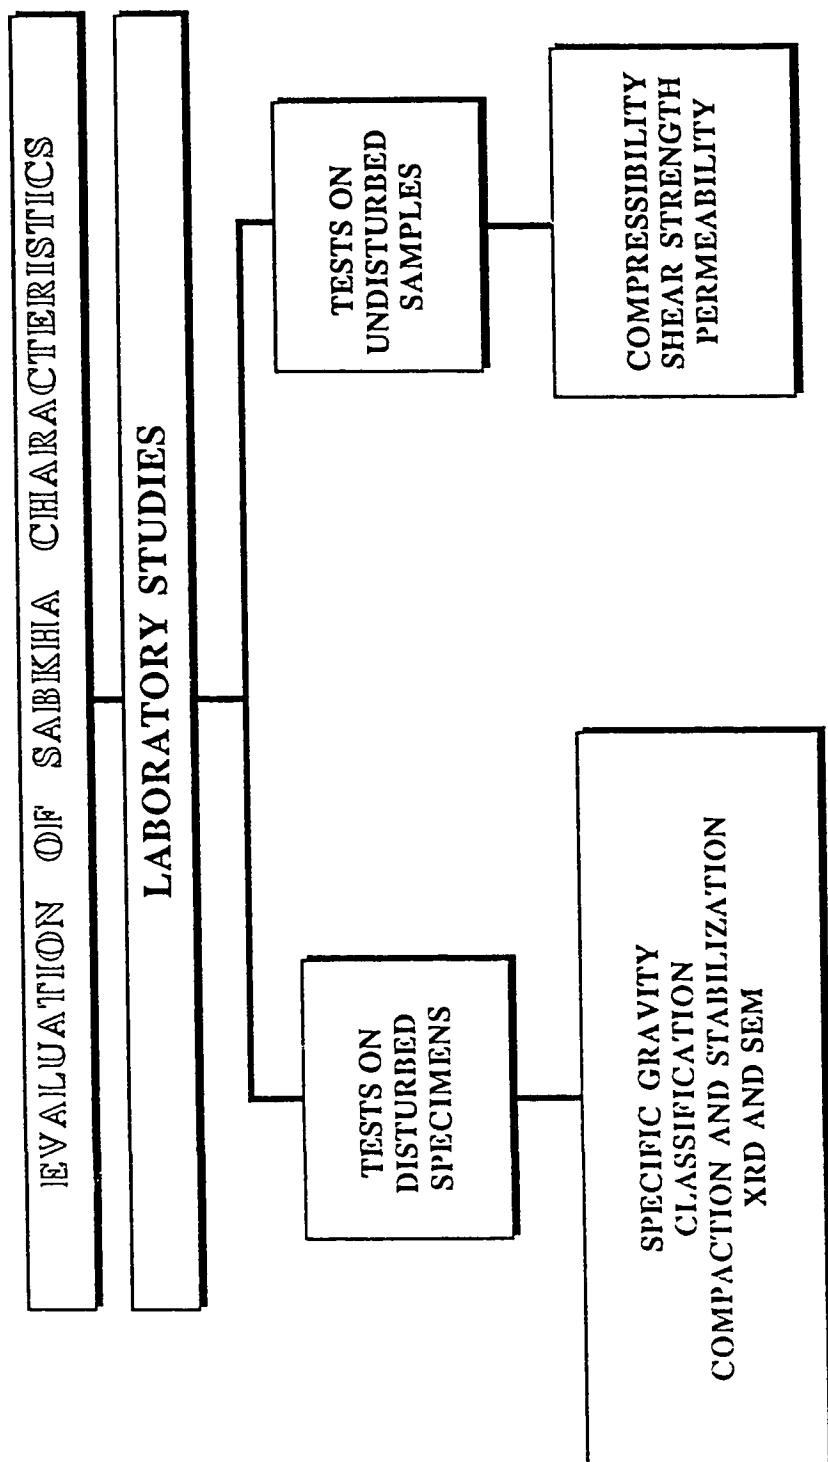 EVALUATION OF SABKHA CHARACTERISTICS
LABORATORY STUDIES
TESTS ON
DISTURBED
SPECIMENS
TESTS ON
UNDISTURBED
SAMPLES
SPECIFIC GRAVITY
CLASSIFICATION
COMPACTION AND STABILIZATION
XRD AND SEM
COMPRESSIBILITY
SHEAR STRENGTH
PERMEABILITY